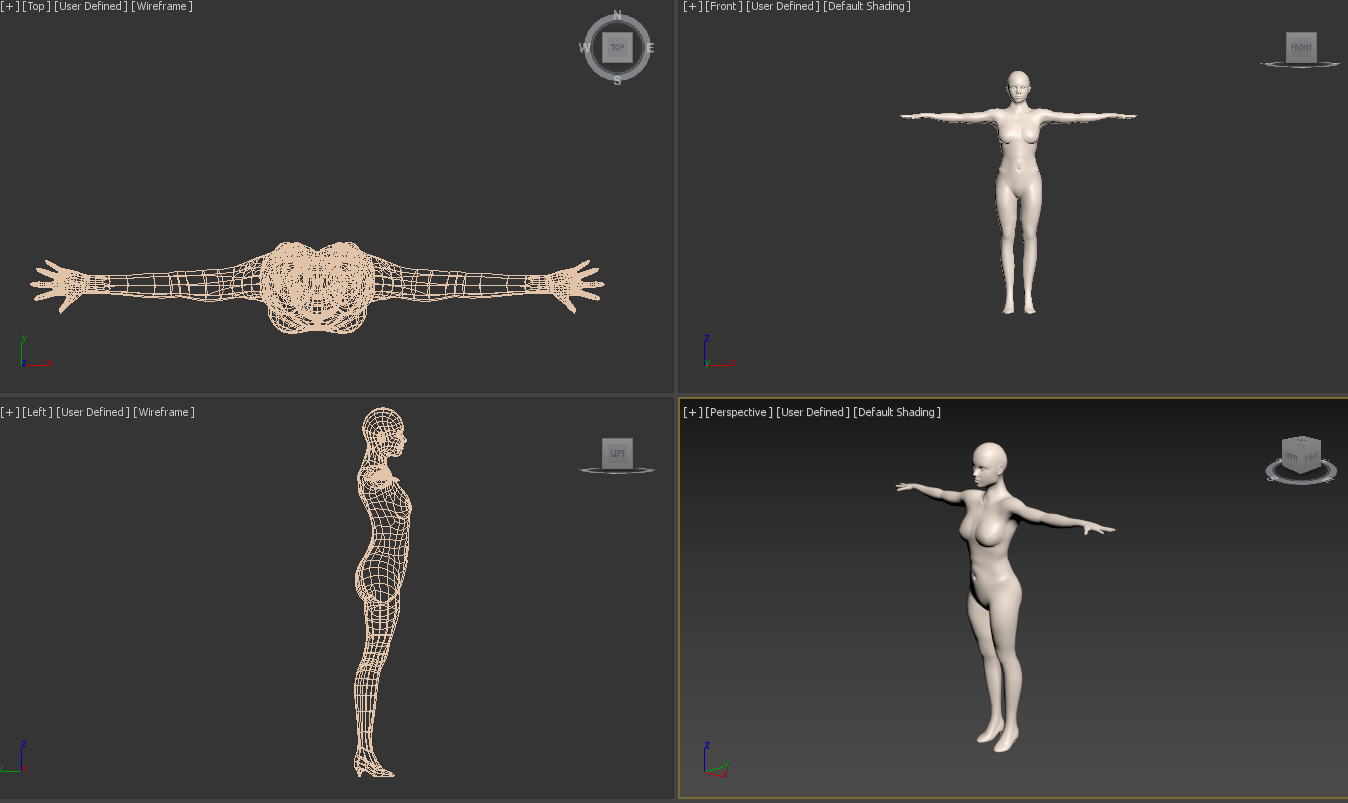 [+] [Top ] [User Defined ] [Wireframe ]
N
W TOP E
S
y
z x
[+] [Front ] [User Defined ] [Default Shading ]
FRONT
z
y x
[+] [Left ] [User Defined ] [Wireframe ]
LEFT
z
y x
[+] [Perspective ] [User Defined ] [Default Shading ]
z
y
x